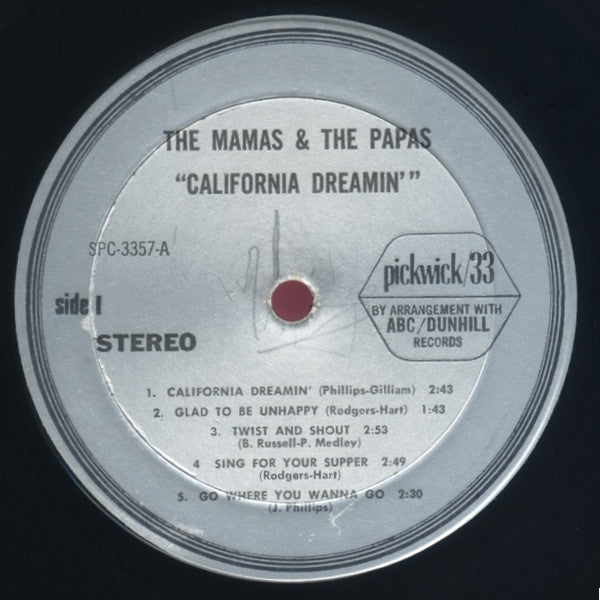 THE MAMAS & THE PAPAS
"CALIFORNIA DREAMIN'"
SPC-3357-A
pickwick/33
BY ARRANGEMENT WITH
ABC/DUNHILL
RECORDS
side 1
STEREO
1. CALIFORNIA DREAMIN' (Phillips-Gilliam) 2:43
2. GLAD TO BE UNHAPPY (Rodgers-Hart) 1:43
3. TWIST AND SHOUT 2:53
(B. Russell-P. Medley)
4 SING FOR YOUR SUPPER 2:49
(Rodgers-Hart)
5. GO WHERE YOU WANNA GO 2:30
(J. Phillips)